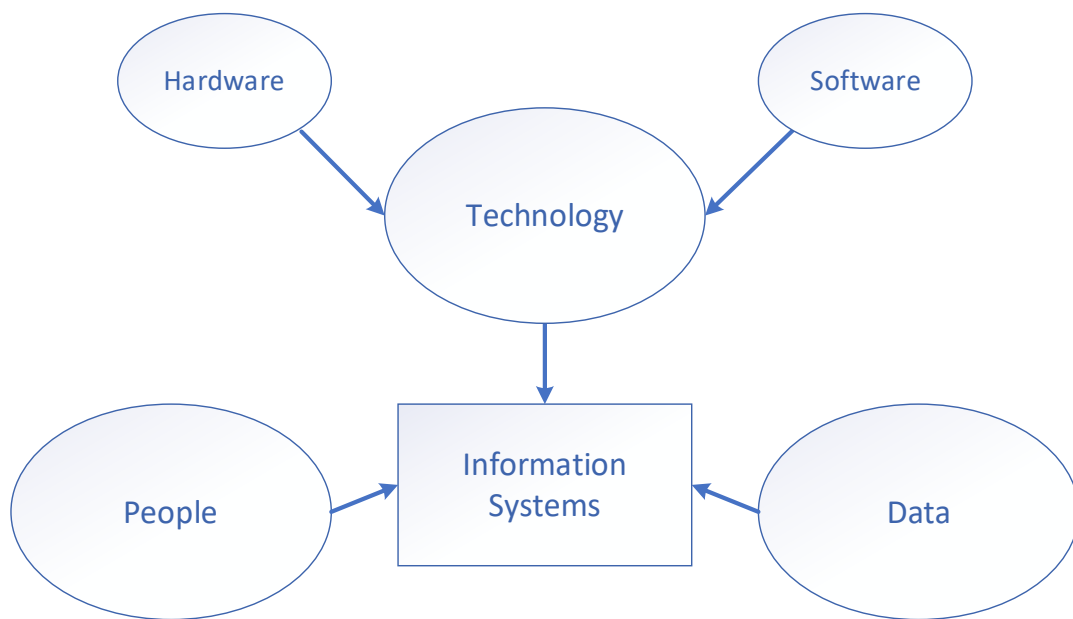 Hardware
Software
Technology
Information
Systems
People
Data